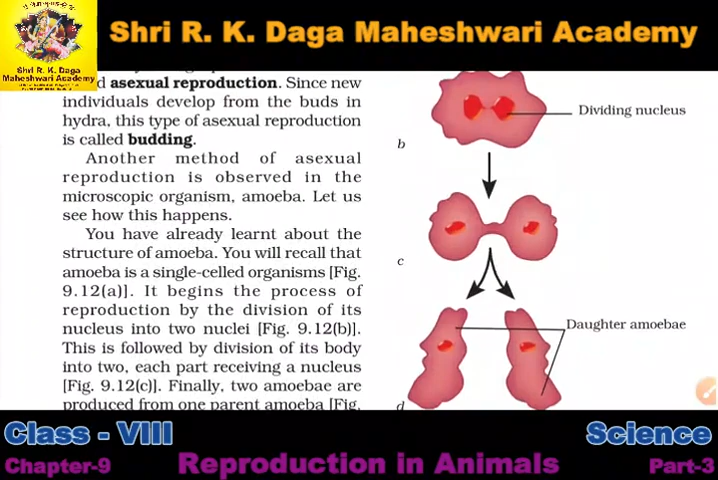 Shri R. K. Daga Maheshwari Academy
Shri R. K. Daga
Maheshwari Academy
d asexual reproduction. Since new
individuals develop from the buds in
hydra, this type of asexual reproduction
is called budding.
Another method of asexual
reproduction is observed in the
microscopic organism, amoeba. Let us
see how this happens.
You have already learnt about the
structure of amoeba. You will recall that
amoeba is a single-celled organisms [Fig.
9.12(a)]. It begins the process of
reproduction by the division of its
nucleus into two nuclei [Fig. 9.12(b)].
This is followed by division of its body
into two, each part receiving a nucleus
[Fig. 9.12(c)]. Finally, two amoebae are
produced from one parent amoeba [Fig.
Dividing nucleus
b
c
Daughter amoebae
d
Class - VIII
Science
Chapter-9
Reproduction in Animals
Part-3